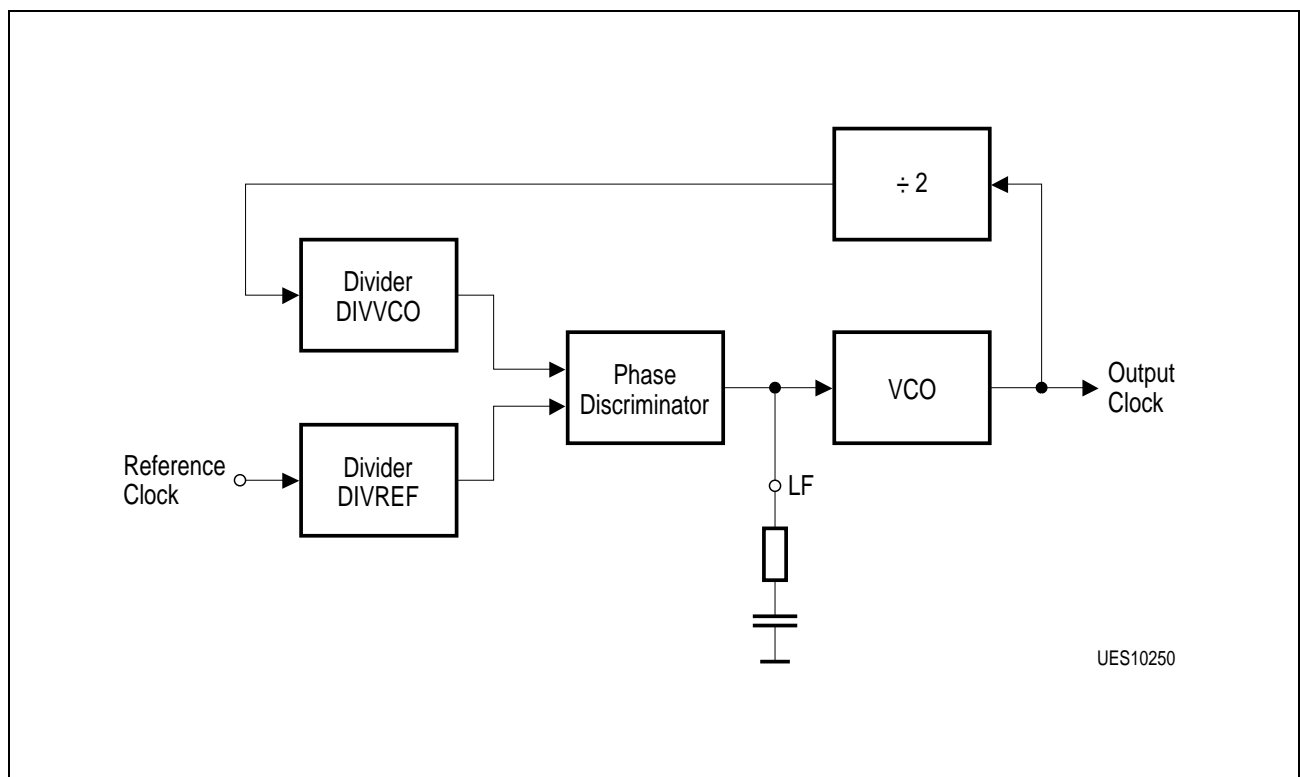 ÷ 2
Divider
DIVVCO
Phase
Discriminator
VCO
Output
Clock
Reference
Clock
Divider
DIVREF
LF
UES10250